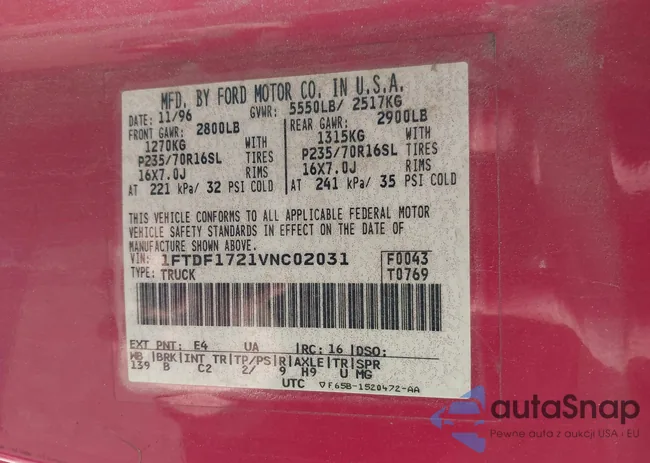 MFD. BY FORD MOTOR CO. IN U.S.A.
DATE: 11/96 GVWR: 5550LB/ 2517KG
FRONT GAWR: 2800LB REAR GAWR: 2900LB
1270KG WITH 1315KG WITH
P235/70R16SL TIRES P235/70R16SL TIRES
16X7.0J RIMS 16X7.0J RIMS
AT 221 kPa/ 32 PSI COLD AT 241 kPa/ 35 PSI COLD
THIS VEHICLE CONFORMS TO ALL APPLICABLE FEDERAL MOTOR
VEHICLE SAFETY STANDARDS IN EFFECT ON THE DATE OF
MANUFACTURE SHOWN ABOVE.
VIN: 1FTDF1721VNC02031 F0043
TYPE: TRUCK T0769
EXT PNT: E4 UA RC: 16 DSO:
WB BRK INT TR TP/PS R AXLE TR SPR
139 B C2 2/ 9 H9 U MG
UTC ▽F65B-1520472-AA
autaSnap
Pewne auta z aukcji USA i EU